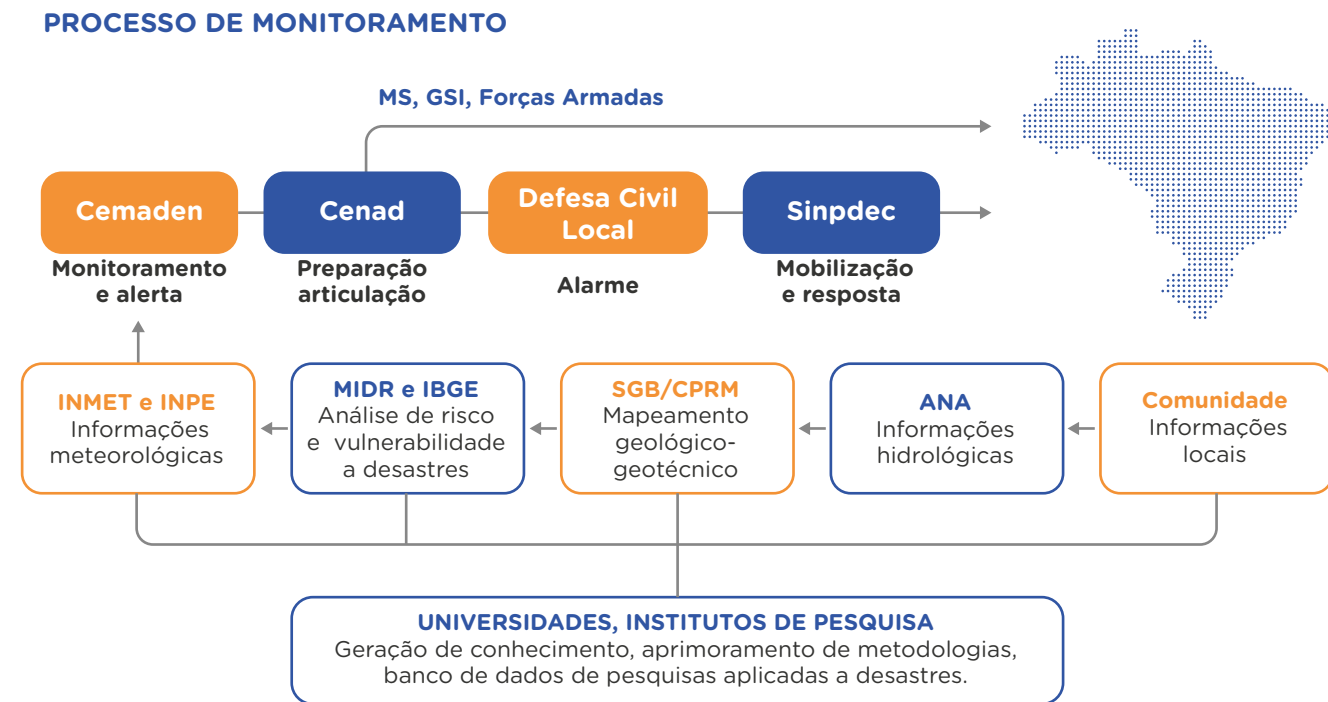 PROCESSO DE MONITORAMENTO
MS, GSI, Forças Armadas
Cemaden
Monitoramento
e alerta
Cenad
Preparação
articulação
Defesa Civil
Local
Alarme
Sinpdec
Mobilização
e resposta
INMET e INPE
Informações
meteorológicas
MIDR e IBGE
Análise de risco
e vulnerabilidade
a desastres
SGB/CPRM
Mapeamento
geológico-
geotécnico
ANA
Informações
hidrológicas
Comunidade
Informações
locais
UNIVERSIDADES, INSTITUTOS DE PESQUISA
Geração de conhecimento, aprimoramento de metodologias,
banco de dados de pesquisas aplicadas a desastres.